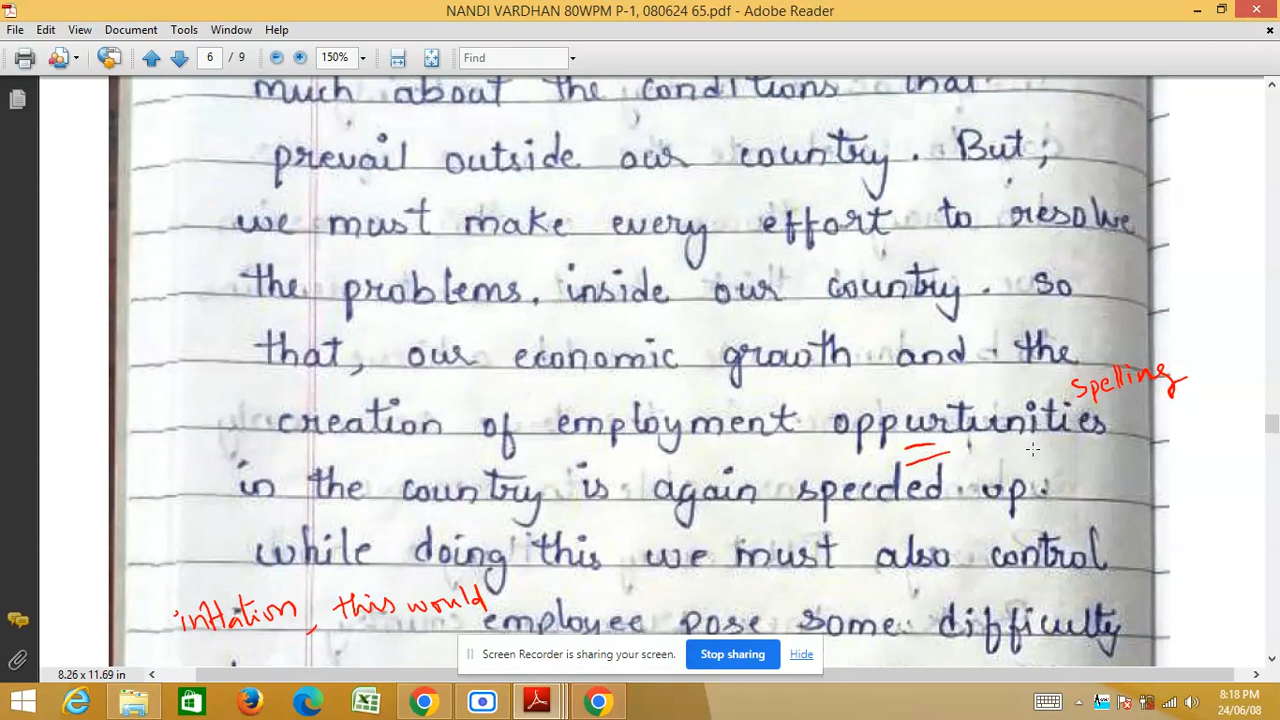 NANDI VARDHAN 80WPM P-1, 080624 65.pdf - Adobe Reader
File Edit View Document Tools Window Help
6 / 9 150% Find
much about the conditions that
prevail outside our country. But,
we must make every effort to resolve
the problems, inside our country. So
that, our economic growth and the
spelling
creation of employment oppurtunities
in the country is again speeded up.
while doing this we must also control
inflation, this would employee pose some difficulty
Screen Recorder is sharing your screen. Stop sharing Hide
8.26 x 11.69 in
8:18 PM
24/06/08